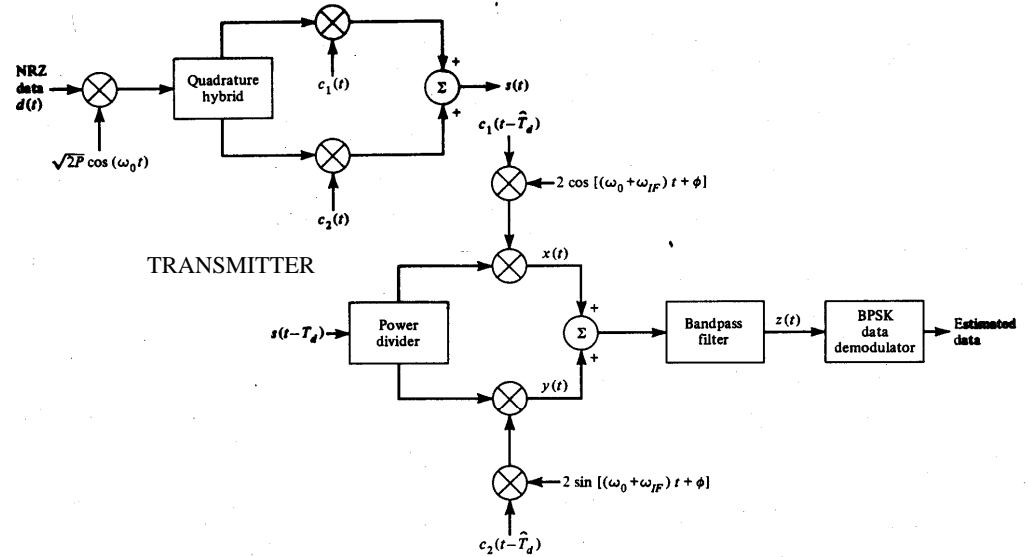 NRZ
data
d(t)
√2P cos (ω₀t)
Quadrature
hybrid
c₁(t)
c₂(t)
+
Σ
+
s(t)
TRANSMITTER
c₁(t−T̂_d)
2 cos [(ω₀+ω_IF) t + ϕ]
s(t−T_d)
Power
divider
x(t)
y(t)
+
Σ
+
Bandpass
filter
z(t)
BPSK
data
demodulator
Estimated
data
2 sin [(ω₀+ω_IF) t + ϕ]
c₂(t−T̂_d)